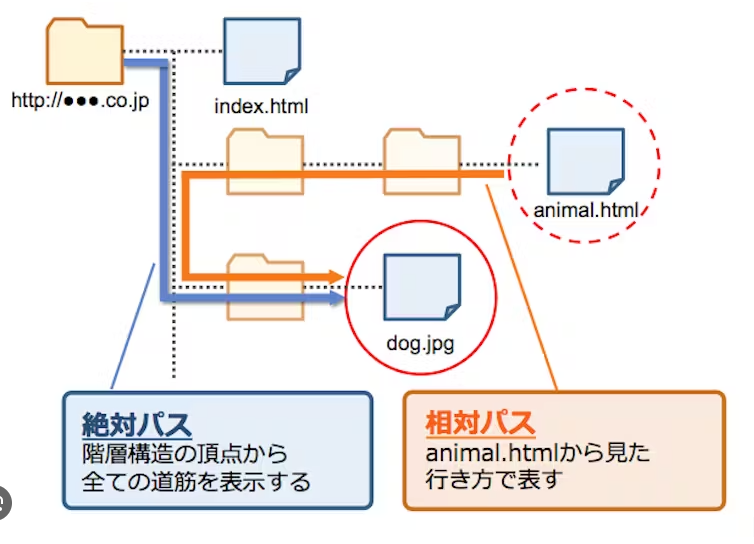 http://●●●.co.jp
index.html
animal.html
dog.jpg
絶対パス
階層構造の頂点から
全ての道筋を表示する
相対パス
animal.htmlから見た
行き方で表す